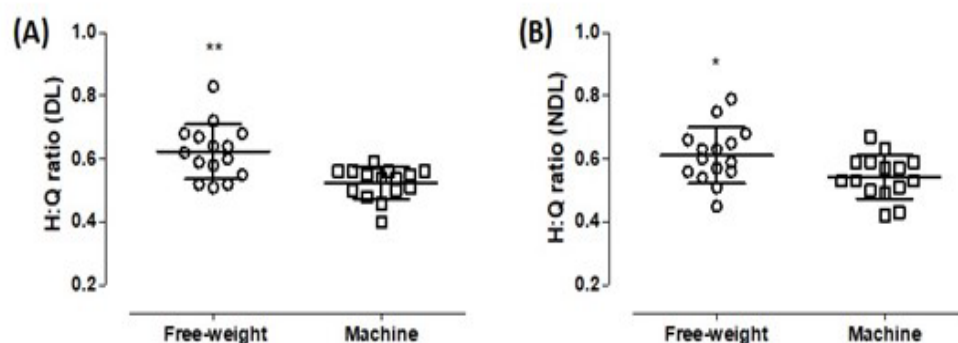 (A)
**
H:Q ratio (DL)
1.0
0.8
0.6
0.4
0.2
Free-weight Machine
(B)
*
H:Q ratio (NDL)
1.0
0.8
0.6
0.4
0.2
Free-weight Machine